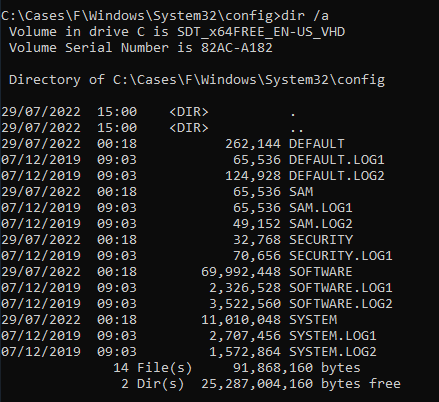 C:\Cases\F\Windows\System32\config>dir /a
 Volume in drive C is SDT_x64FREE_EN-US_VHD
 Volume Serial Number is 82AC-A182
 Directory of C:\Cases\F\Windows\System32\config
29/07/2022  15:00    <DIR>          .
29/07/2022  15:00    <DIR>          ..
29/07/2022  00:18           262,144 DEFAULT
07/12/2019  09:03            65,536 DEFAULT.LOG1
07/12/2019  09:03           124,928 DEFAULT.LOG2
29/07/2022  00:18            65,536 SAM
07/12/2019  09:03            65,536 SAM.LOG1
07/12/2019  09:03            49,152 SAM.LOG2
29/07/2022  00:18            32,768 SECURITY
07/12/2019  09:03            70,656 SECURITY.LOG1
29/07/2022  00:18        69,992,448 SOFTWARE
07/12/2019  09:03         2,326,528 SOFTWARE.LOG1
07/12/2019  09:03         3,522,560 SOFTWARE.LOG2
29/07/2022  00:18        11,010,048 SYSTEM
07/12/2019  09:03         2,707,456 SYSTEM.LOG1
07/12/2019  09:03         1,572,864 SYSTEM.LOG2
              14 File(s)     91,868,160 bytes
               2 Dir(s)  25,287,004,160 bytes free